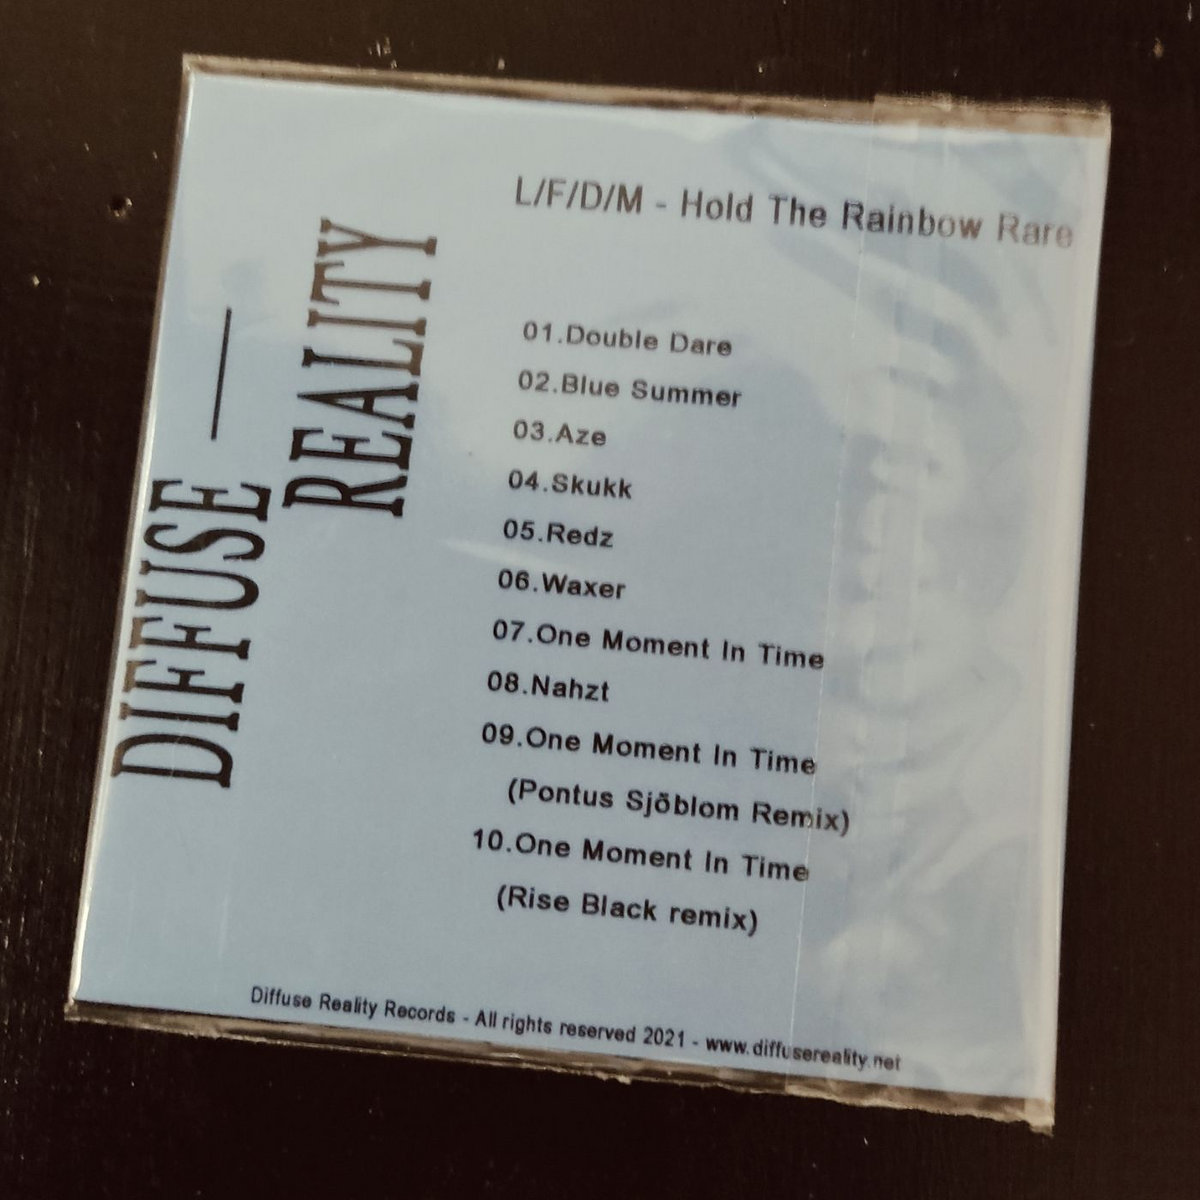 L/F/D/M - Hold The Rainbow Rare
DIFFUSE —
REALITY
01.Double Dare
02.Blue Summer
03.Aze
04.Skukk
05.Redz
06.Waxer
07.One Moment In Time
08.Nahzt
09.One Moment In Time
(Pontus Sjöblom Remix)
10.One Moment In Time
(Rise Black remix)
Diffuse Reality Records - All rights reserved 2021 - www.diffusereality.net